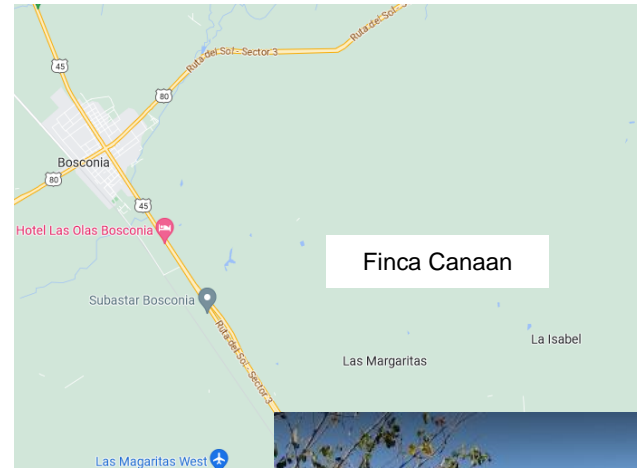 Ruta del Sol - Sector 3
45
80
Bosconia
80
45
Hotel Las Olas Bosconia
Finca Canaan
Subastar Bosconia
Ruta del Sol - Sector 3
La Isabel
Las Margaritas
Las Magaritas West